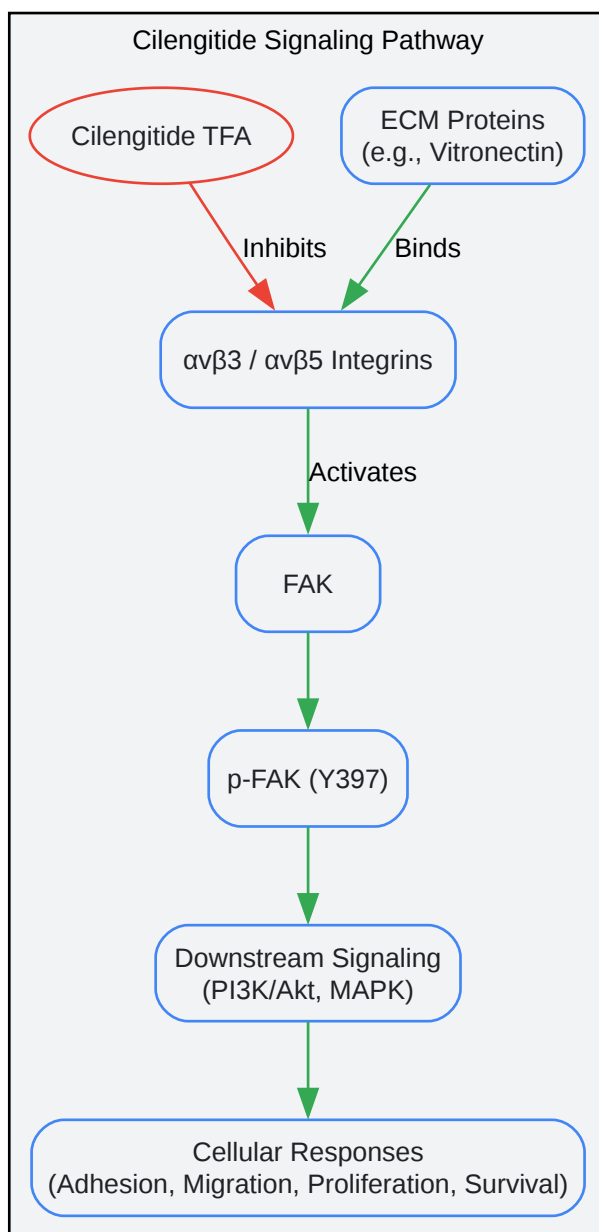 Cilengitide Signaling Pathway
Cilengitide TFA
ECM Proteins
(e.g., Vitronectin)
Inhibits
Binds
αvβ3 / αvβ5 Integrins
Activates
FAK
p-FAK (Y397)
Downstream Signaling
(PI3K/Akt, MAPK)
Cellular Responses
(Adhesion, Migration, Proliferation, Survival)